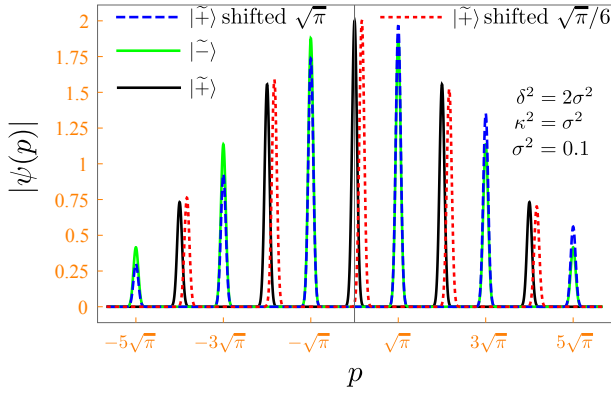 |+̃⟩ shifted √π
|−̃⟩
|+̃⟩
|+̃⟩ shifted √π/6
δ² = 2σ²
κ² = σ²
σ² = 0.1
|ψ(p)|
2
1.75
1.5
1.25
1
0.75
0.5
0.25
0
−5√π −3√π −√π √π 3√π 5√π
p